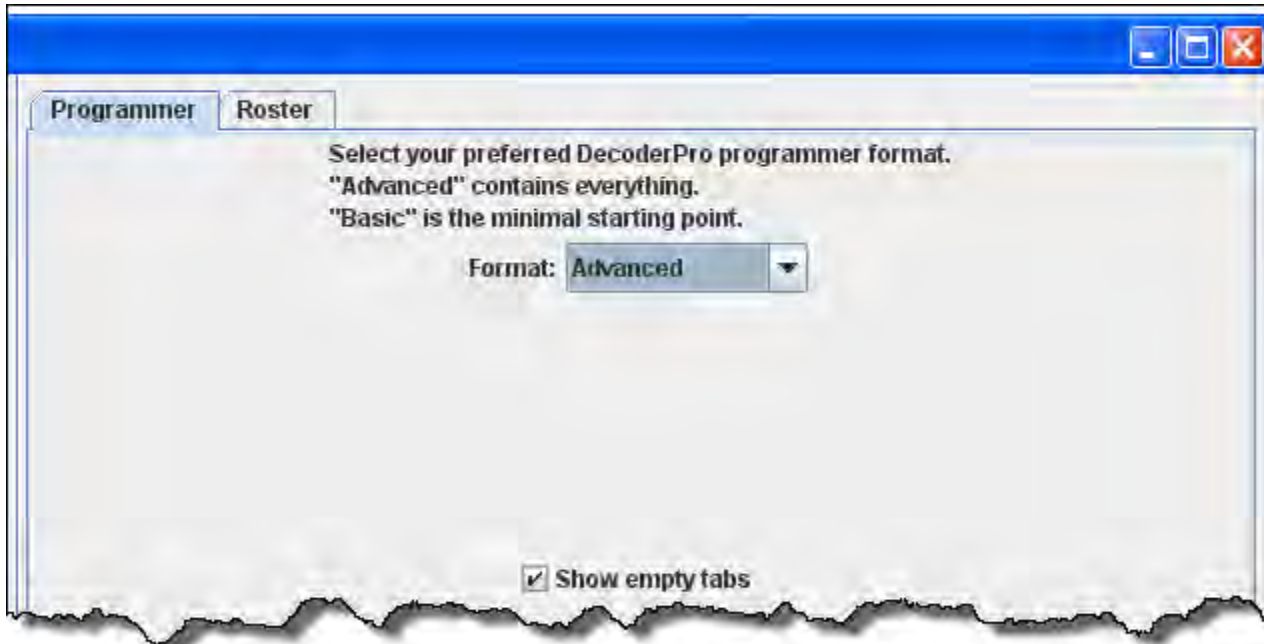 Programmer Roster
Select your preferred DecoderPro programmer format.
"Advanced" contains everything.
"Basic" is the minimal starting point.
Format: Advanced
Show empty tabs